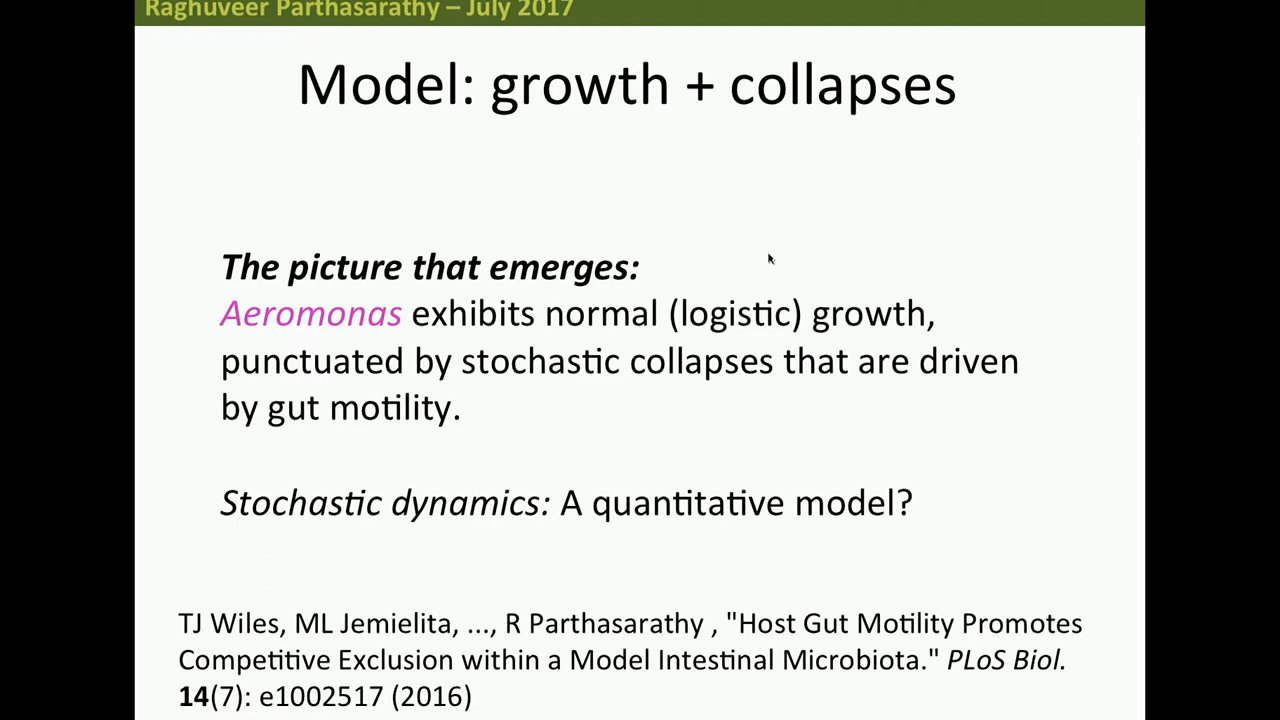 Raghuveer Parthasarathy – July 2017
Model: growth + collapses
The picture that emerges:
Aeromonas exhibits normal (logistic) growth,
punctuated by stochastic collapses that are driven
by gut motility.
Stochastic dynamics: A quantitative model?
TJ Wiles, ML Jemielita, ..., R Parthasarathy , "Host Gut Motility Promotes
Competitive Exclusion within a Model Intestinal Microbiota." PLoS Biol.
14(7): e1002517 (2016)